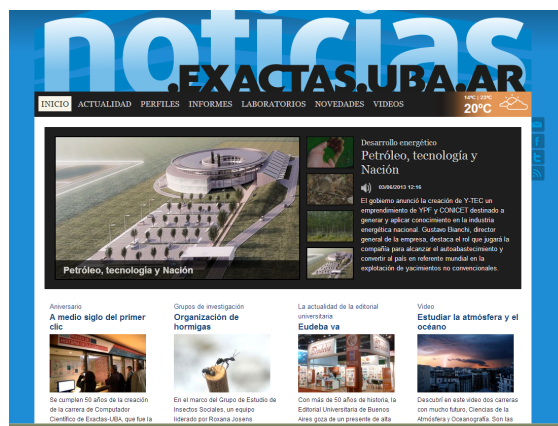 noticias
.EXACTAS.UBA.AR
INICIO ACTUALIDAD PERFILES INFORMES LABORATORIOS NOVEDADES VIDEOS
14ºC | 22ºC
20ºC
Petróleo, tecnología y Nación
Desarrollo energético
Petróleo, tecnología y
Nación
03/06/2013 12:16
El gobierno anunció la creación de Y-TEC un
emprendimiento de YPF y CONICET destinado a
generar y aplicar conocimiento en la industria
energética nacional. Gustavo Bianchi, director
general de la empresa, destaca el rol que jugará la
compañía para alcanzar el autoabastecimiento y
convertir al país en referente mundial en la
explotación de yacimientos no convencionales.
Aniversario
A medio siglo del primer
clic
Se cumplen 50 años de la creación
de la carrera de Computador
Científico de Exactas-UBA, que fue la
Grupos de investigación
Organización de
hormigas
En el marco del Grupo de Estudio de
Insectos Sociales, un equipo
liderado por Roxana Josens
La actualidad de la editorial
universitaria
Eudeba va
Con más de 50 años de historia, la
Editorial Universitaria de Buenos
Aires goza de un presente de alta
Video
Estudiar la atmósfera y el
océano
Descubrí en este video dos carreras
con mucho futuro, Ciencias de la
Atmósfera y Oceanografía. Son las